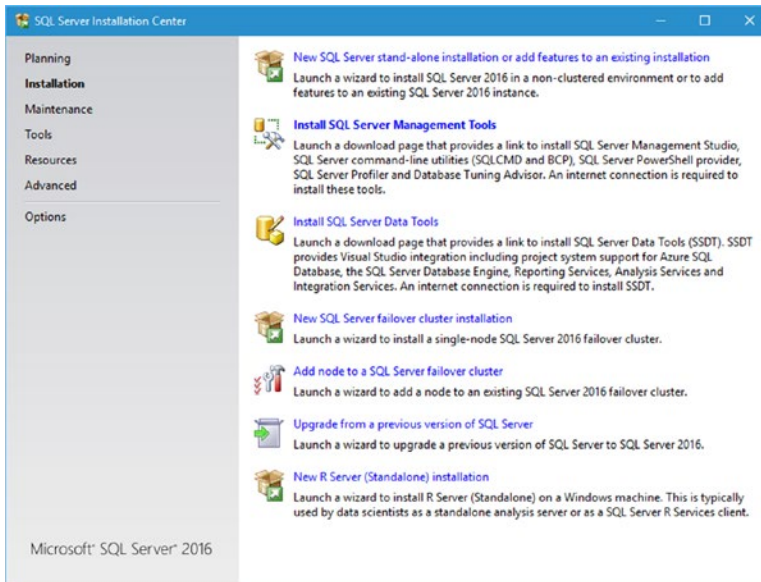 SQL Server Installation Center
Planning
Installation
Maintenance
Tools
Resources
Advanced
Options
New SQL Server stand-alone installation or add features to an existing installation
Launch a wizard to install SQL Server 2016 in a non-clustered environment or to add
features to an existing SQL Server 2016 instance.
Install SQL Server Management Tools
Launch a download page that provides a link to install SQL Server Management Studio,
SQL Server command-line utilities (SQLCMD and BCP), SQL Server PowerShell provider,
SQL Server Profiler and Database Tuning Advisor. An internet connection is required to
install these tools.
Install SQL Server Data Tools
Launch a download page that provides a link to install SQL Server Data Tools (SSDT). SSDT
provides Visual Studio integration including project system support for Azure SQL
Database, the SQL Server Database Engine, Reporting Services, Analysis Services and
Integration Services. An internet connection is required to install SSDT.
New SQL Server failover cluster installation
Launch a wizard to install a single-node SQL Server 2016 failover cluster.
Add node to a SQL Server failover cluster
Launch a wizard to add a node to an existing SQL Server 2016 failover cluster.
Upgrade from a previous version of SQL Server
Launch a wizard to upgrade a previous version of SQL Server to SQL Server 2016.
New R Server (Standalone) installation
Launch a wizard to install R Server (Standalone) on a Windows machine. This is typically
used by data scientists as a standalone analysis server or as a SQL Server R Services client.
Microsoft® SQL Server® 2016